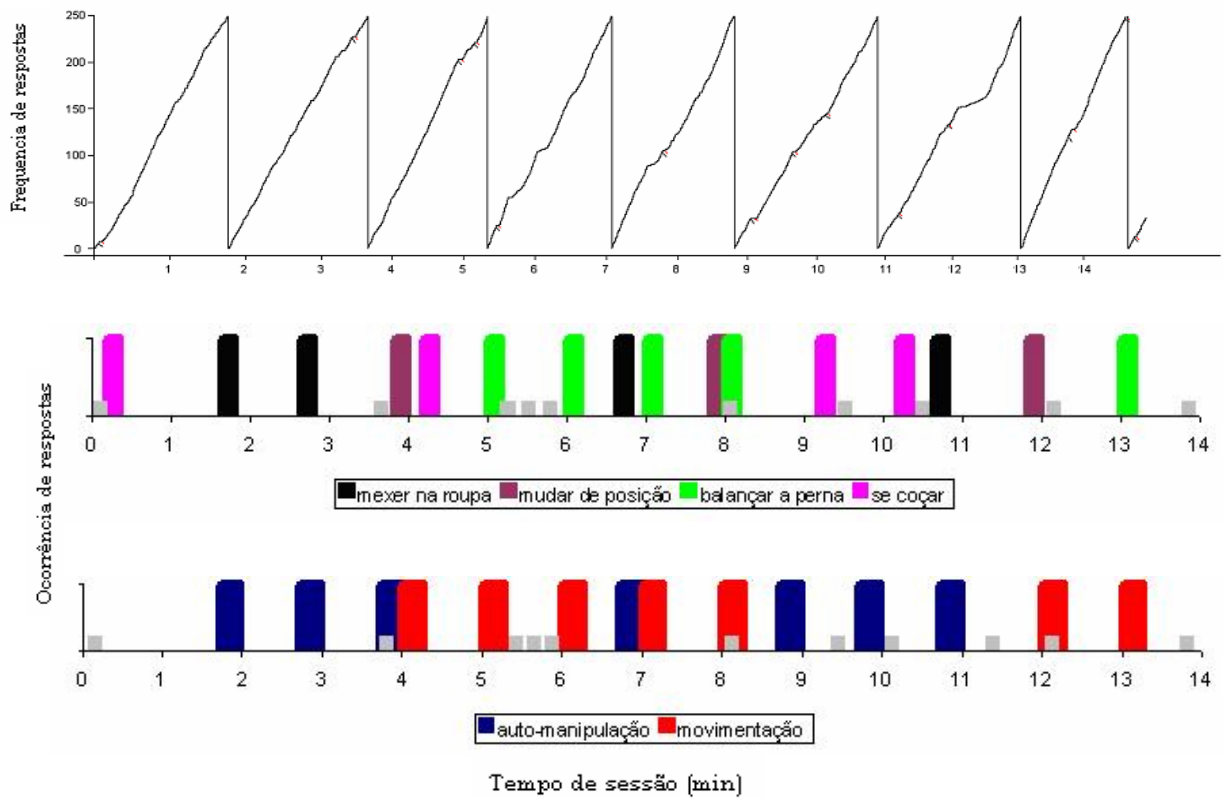 Frequencia de respostas
250
200
150
100
50
0
1 2 3 4 5 6 7 8 9 10 11 12 13 14
Ocorrência de respostas
0 1 2 3 4 5 6 7 8 9 10 11 12 13 14
mexer na roupa mudar de posição balançar a perna se coçar
0 1 2 3 4 5 6 7 8 9 10 11 12 13 14
auto-manipulação movimentação
Tempo de sessão (min)